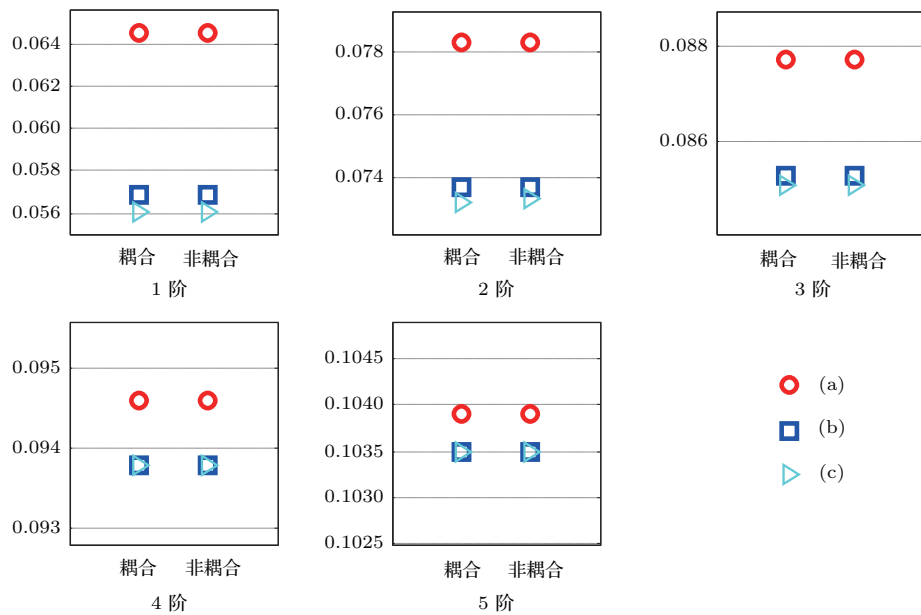 0.064
0.062
0.060
0.058
0.056
耦合 非耦合
1 阶
0.078
0.076
0.074
耦合 非耦合
2 阶
0.088
0.086
耦合 非耦合
3 阶
0.095
0.094
0.093
耦合 非耦合
4 阶
0.1045
0.1040
0.1035
0.1030
0.1025
耦合 非耦合
5 阶
(a)
(b)
(c)